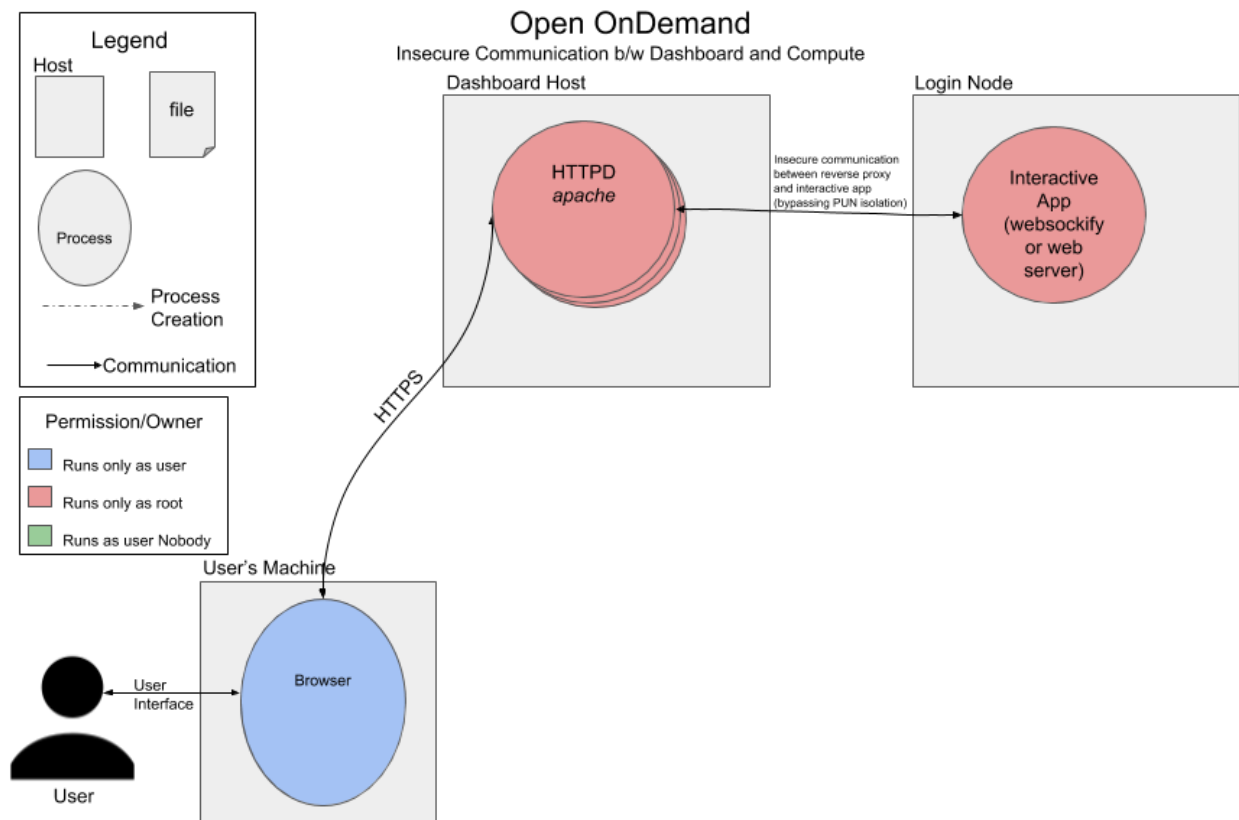 Open OnDemand
Insecure Communication b/w Dashboard and Compute
Legend
Host
file
Process
Process
Creation
Communication
Permission/Owner
Runs only as user
Runs only as root
Runs as user Nobody
Dashboard Host
HTTPD
apache
Insecure communication
between reverse proxy
and interactive app
(bypassing PUN isolation)
Login Node
Interactive
App
(websockify
or web
server)
HTTPS
User's Machine
Browser
User
Interface
User